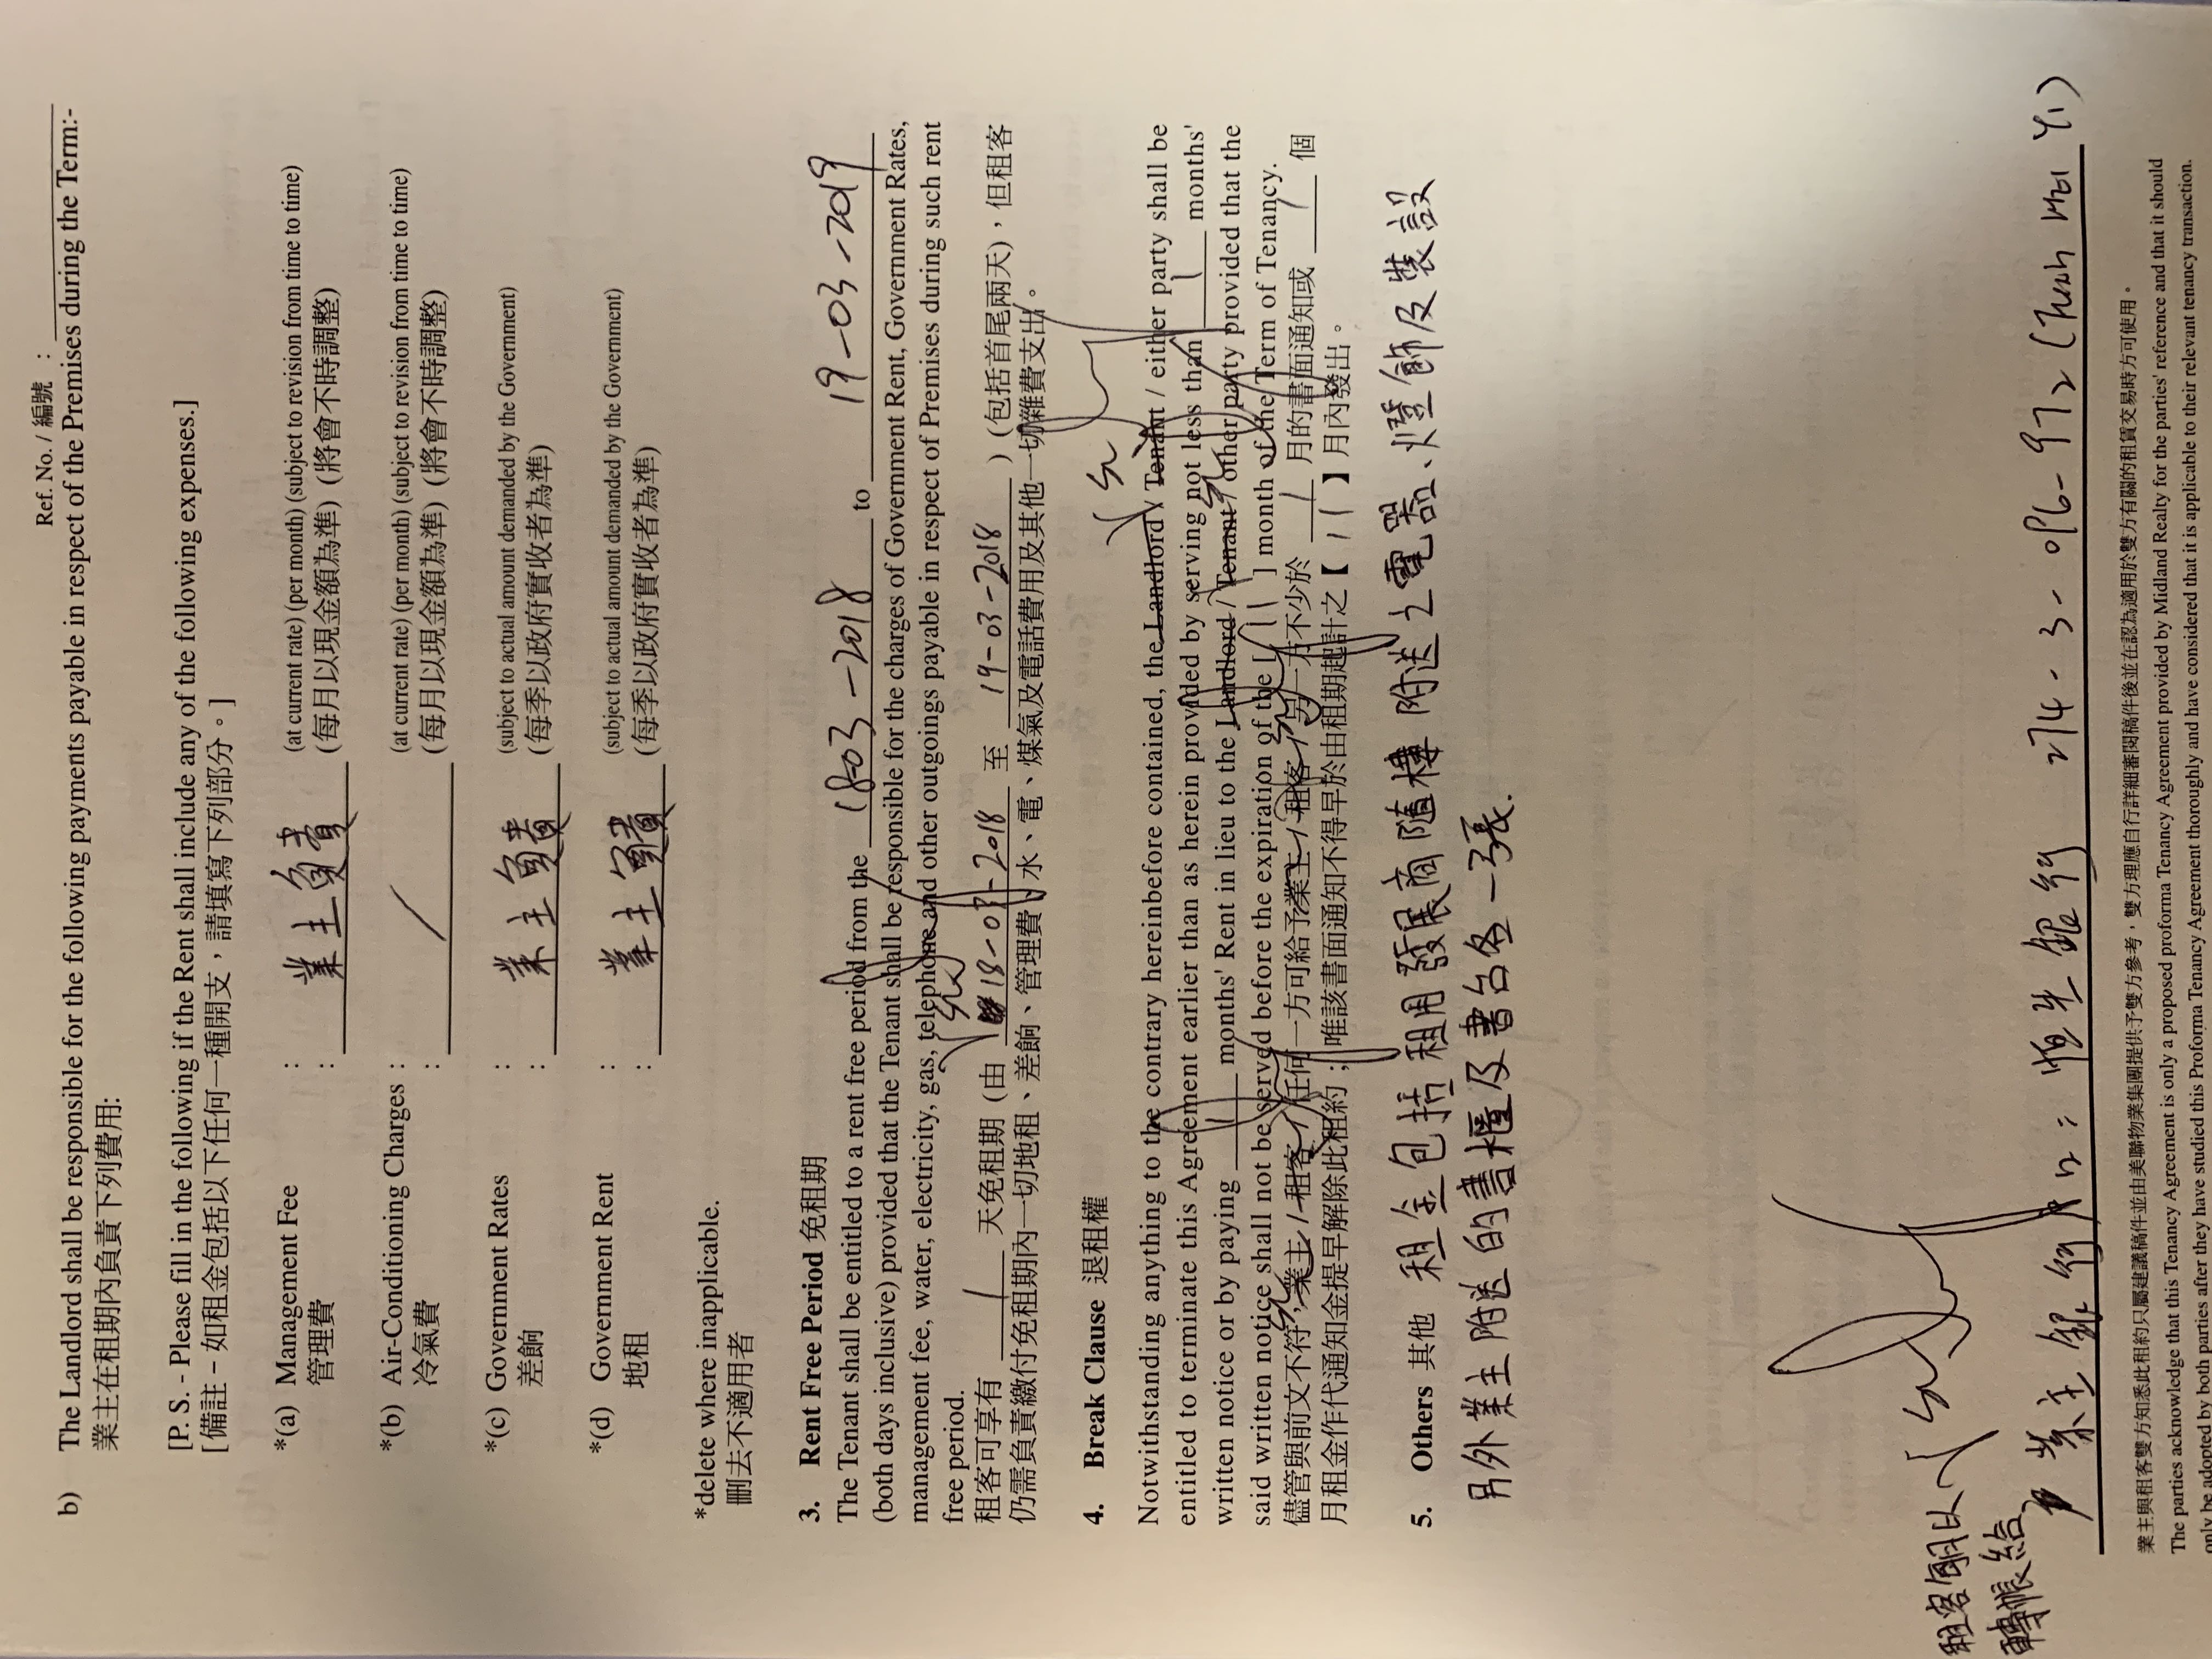 Ref. No. / 編號 :
b) The Landlord shall be responsible for the following payments payable in respect of the Premises during the Term:-
業主在租期內負責下列費用:
[P. S. - Please fill in the following if the Rent shall include any of the following expenses.]
[備註 - 如租金包括以下任何一種開支，請填寫下列部分。]
*(a) Management Fee : 業主負責 (at current rate) (per month) (subject to revision from time to time)
管理費 : (每月以現金額為準) (將會不時調整)
*(b) Air-Conditioning Charges : / (at current rate) (per month) (subject to revision from time to time)
冷氣費 : (每月以現金額為準) (將會不時調整)
*(c) Government Rates : 業主負責 (subject to actual amount demanded by the Government)
差餉 : (每季以政府實收者為準)
*(d) Government Rent : 業主負責 (subject to actual amount demanded by the Government)
地租 : (每季以政府實收者為準)
*delete where inapplicable.
刪去不適用者
3. Rent Free Period 免租期
The Tenant shall be entitled to a rent free period from the 18-03-2018 to 19-03-2019
(both days inclusive) provided that the Tenant shall be responsible for the charges of Government Rent, Government Rates,
management fee, water, electricity, gas, telephone and other outgoings payable in respect of Premises during such rent
free period.
租客可享有 1 天免租期 (由 18-03-2018 至 19-03-2018 ) (包括首尾兩天)，但租客
仍需負責繳付免租期內一切地租、差餉、管理費、水、電、煤氣及電話費用及其他一切雜費支出。
4. Break Clause 退租權
Notwithstanding anything to the contrary hereinbefore contained, the Landlord / Tenant / either party shall be
entitled to terminate this Agreement earlier than as herein provided by serving not less than 1 months'
written notice or by paying 1 months' Rent in lieu to the Landlord / Tenant / other party provided that the
said written notice shall not be served before the expiration of the [ 11 ] month of the Term of Tenancy.
儘管與前文不符，業主 / 租客 / 任何一方可給予業主 / 租客 / 另一方不少於 1 月的書面通知或 1 個
月租金作代通知金提早解除此租約；唯該書面通知不得早於由租期起計之【 11 】月內發出。
5. Others 其他 租金包括租用發展商隨樓附送之電器、燈飾及裝設
另外業主附送的書櫃及書台各一張.
租客同以
轉賬給
業主銀行 : 恒生銀行 274-3-096-972
業主與租客雙方知悉此租約只屬建議稿件並由美聯物業集團提供予雙方參考，雙方理應自行詳細審閱稿件後並在認為適用於雙方有關的租賃交易時方可使用。
The parties acknowledge that this Tenancy Agreement is only a proposed proforma Tenancy Agreement provided by Midland Realty for the parties' reference and that it should
only be adopted by both parties after they have studied this Proforma Tenancy Agreement thoroughly and have considered that it is applicable to their relevant tenancy transaction.